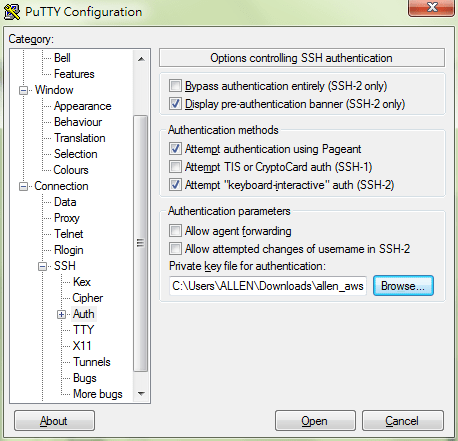 PuTTY Configuration
Category:
Bell
Features
Window
Appearance
Behaviour
Translation
Selection
Colours
Connection
Data
Proxy
Telnet
Rlogin
SSH
Kex
Cipher
Auth
TTY
X11
Tunnels
Bugs
More bugs
Options controlling SSH authentication
Bypass authentication entirely (SSH-2 only)
Display pre-authentication banner (SSH-2 only)
Authentication methods
Attempt authentication using Pageant
Attempt TIS or CryptoCard auth (SSH-1)
Attempt "keyboard-interactive" auth (SSH-2)
Authentication parameters
Allow agent forwarding
Allow attempted changes of username in SSH-2
Private key file for authentication:
C:\Users\ALLEN\Downloads\allen_aws
Browse...
About
Open
Cancel